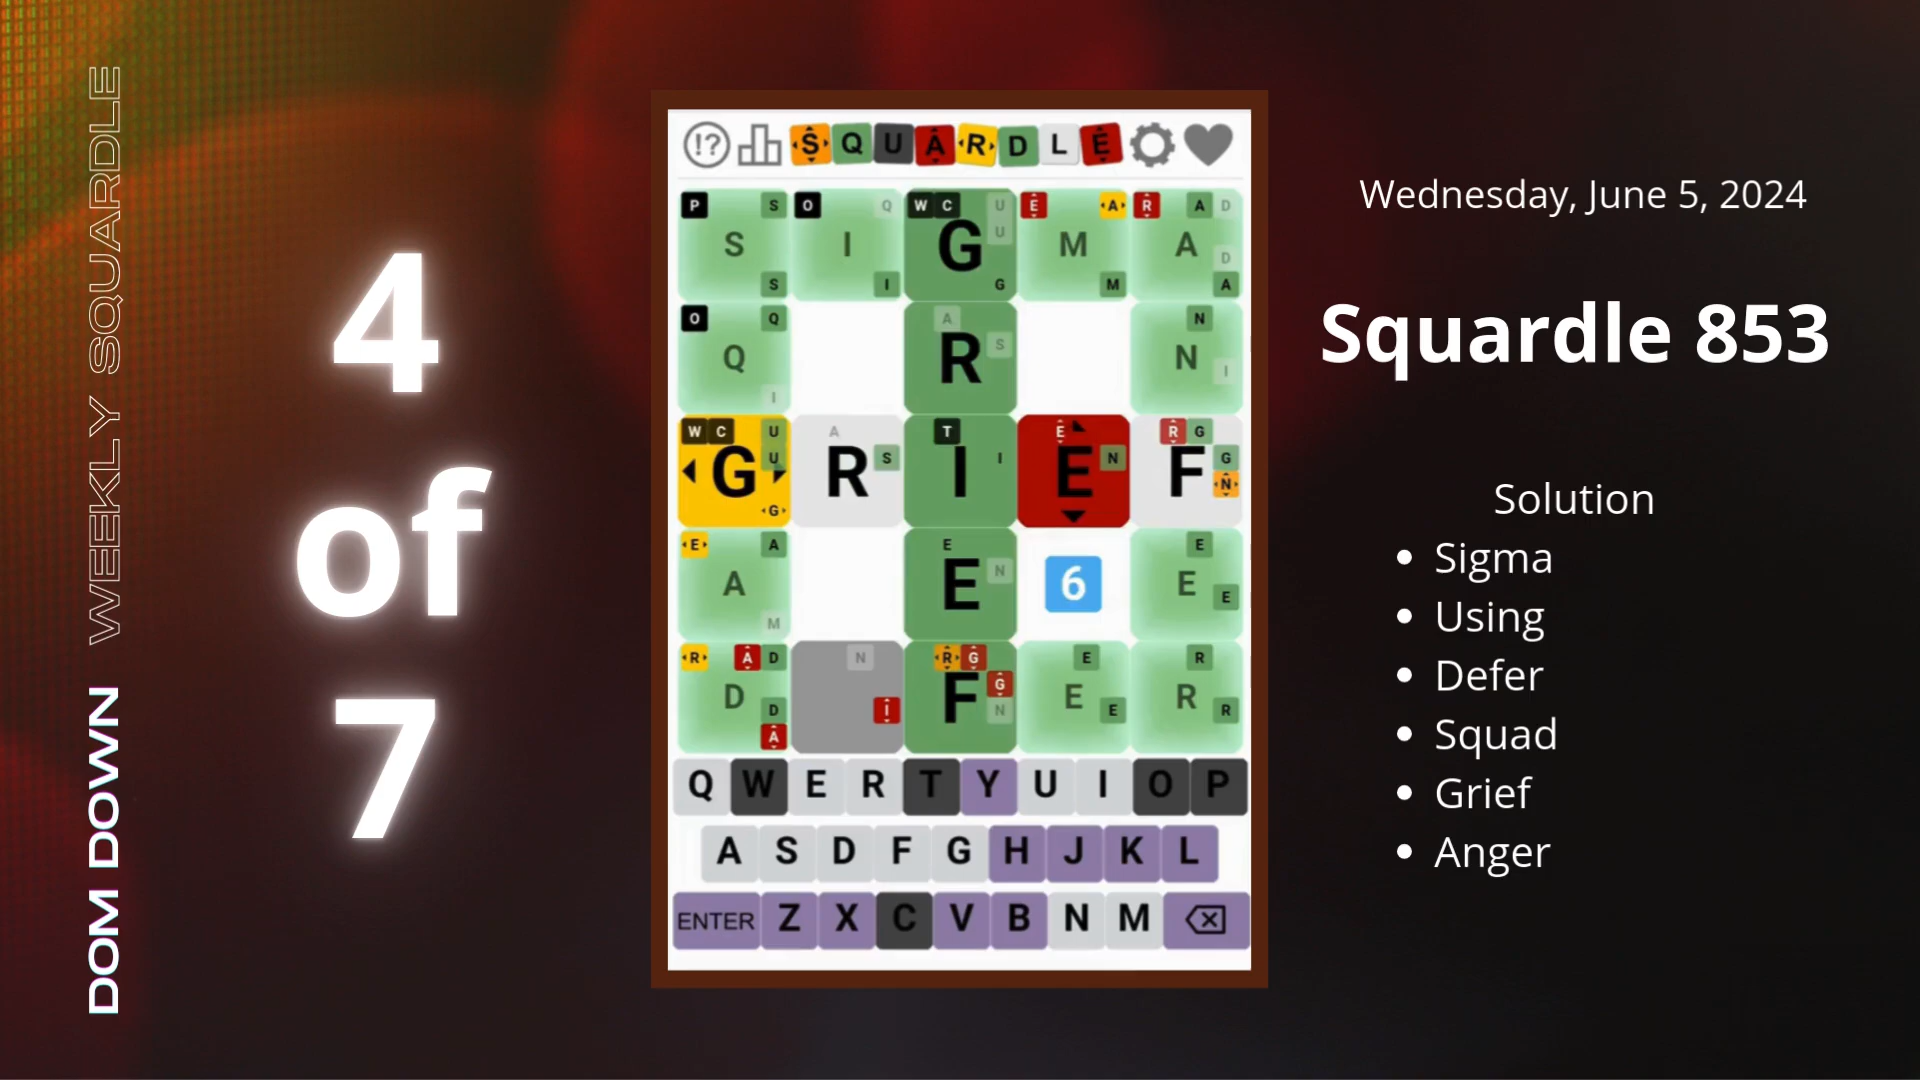 WEEKLY SQUARDLE
DOM DOWN
4
of
7
!? SQUARDLE
P S O Q W C U E A R A D
S I G M A
U D
S I G M A
O Q A N
Q R S N
I I
W C U A T E R G
G R U S I I E N F G N
G
E A E N E
A E 6 E
M E
R A D N R G E R
D F G E R
D A I N E R
Q W E R T Y U I O P
A S D F G H J K L
ENTER Z X C V B N M
Wednesday, June 5, 2024
Squardle 853
Solution
• Sigma
• Using
• Defer
• Squad
• Grief
• Anger